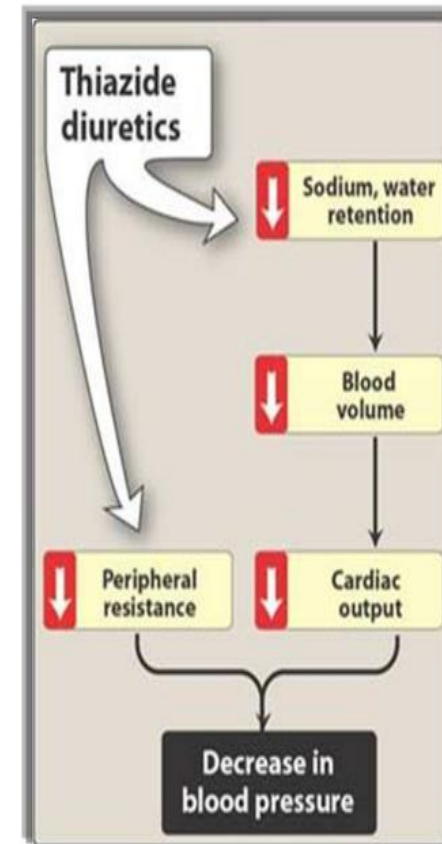 Thiazide
diuretics
Sodium, water
retention
Blood
volume
Peripheral
resistance
Cardiac
output
Decrease in
blood pressure